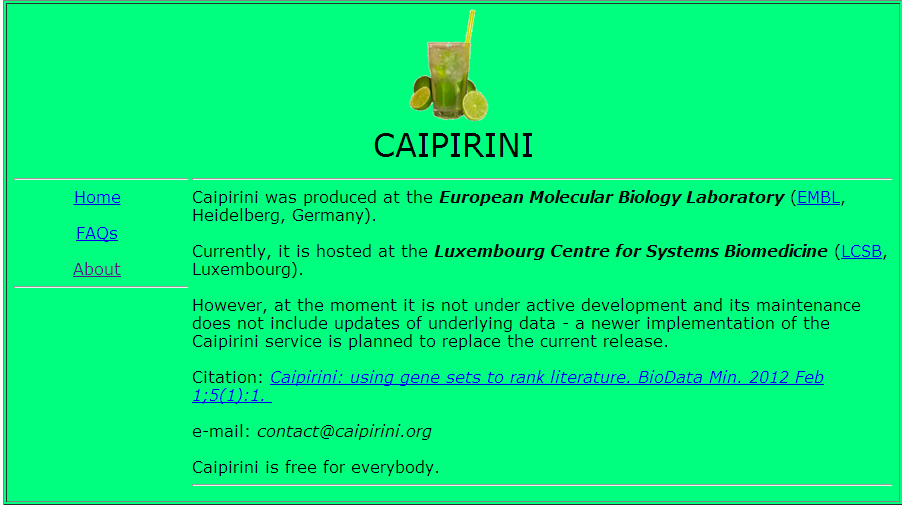 CAIPIRINI
Home
FAQs
About
Caipirini was produced at the European Molecular Biology Laboratory (EMBL,
Heidelberg, Germany).
Currently, it is hosted at the Luxembourg Centre for Systems Biomedicine (LCSB,
Luxembourg).
However, at the moment it is not under active development and its maintenance
does not include updates of underlying data - a newer implementation of the
Caipirini service is planned to replace the current release.
Citation: Caipirini: using gene sets to rank literature. BioData Min. 2012 Feb
1;5(1):1.
e-mail: contact@caipirini.org
Caipirini is free for everybody.